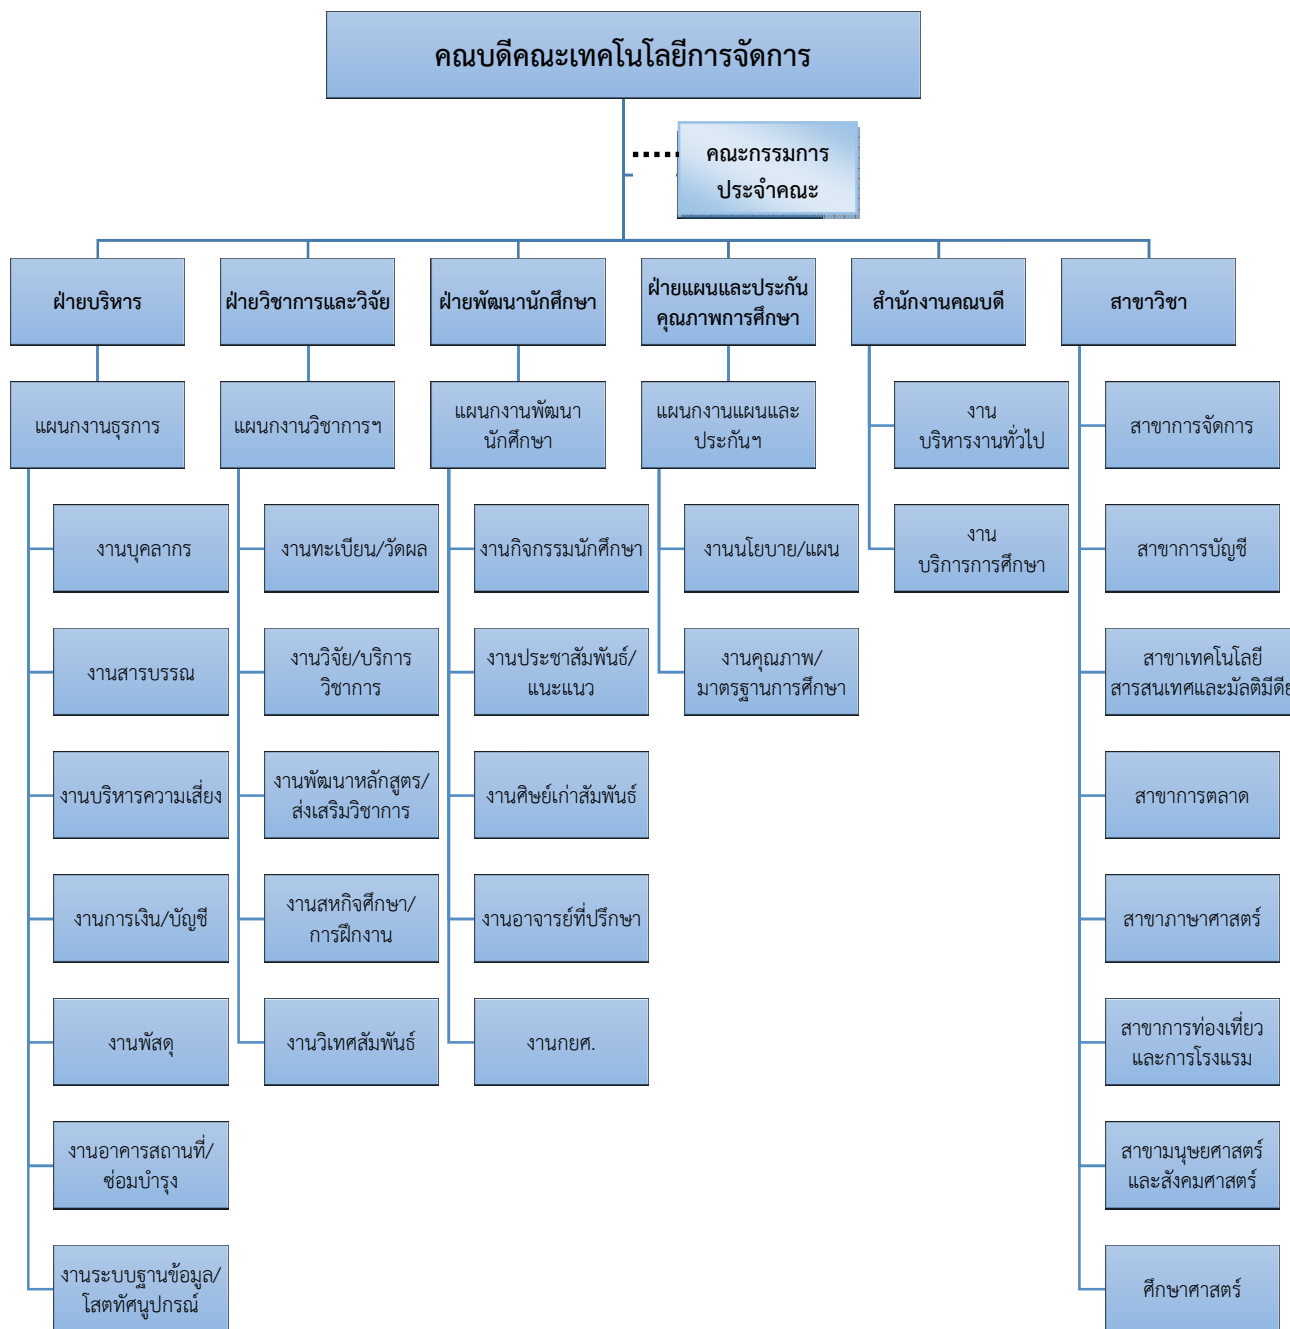 คณบดีคณะเทคโนโลยีการจัดการ
คณะกรรมการ
ประจำคณะ
ฝ่ายบริหาร
ฝ่ายวิชาการและวิจัย
ฝ่ายพัฒนานักศึกษา
ฝ่ายแผนและประกัน
คุณภาพการศึกษา
สำนักงานคณบดี
สาขาวิชา
แผนกงานธุรการ
แผนกงานวิชาการฯ
แผนกงานพัฒนา
นักศึกษา
แผนกงานแผนและ
ประกันฯ
งาน
บริหารงานทั่วไป
สาขาการจัดการ
งานบุคลากร
งานทะเบียน/วัดผล
งานกิจกรรมนักศึกษา
งานนโยบาย/แผน
งาน
บริการการศึกษา
สาขาการบัญชี
งานสารบรรณ
งานวิจัย/บริการ
วิชาการ
งานประชาสัมพันธ์/
แนะแนว
งานคุณภาพ/
มาตรฐานการศึกษา
สาขาเทคโนโลยี
สารสนเทศและมัลติมีเดีย
งานบริหารความเสี่ยง
งานพัฒนาหลักสูตร/
ส่งเสริมวิชาการ
งานศิษย์เก่าสัมพันธ์
สาขาการตลาด
งานการเงิน/บัญชี
งานสหกิจศึกษา/
การฝึกงาน
งานอาจารย์ที่ปรึกษา
สาขาภาษาศาสตร์
งานพัสดุ
งานวิเทศสัมพันธ์
งานกยศ.
สาขาการท่องเที่ยว
และการโรงแรม
งานอาคารสถานที่/
ซ่อมบำรุง
สาขามนุษยศาสตร์
และสังคมศาสตร์
งานระบบฐานข้อมูล/
โสตทัศนูปกรณ์
ศึกษาศาสตร์